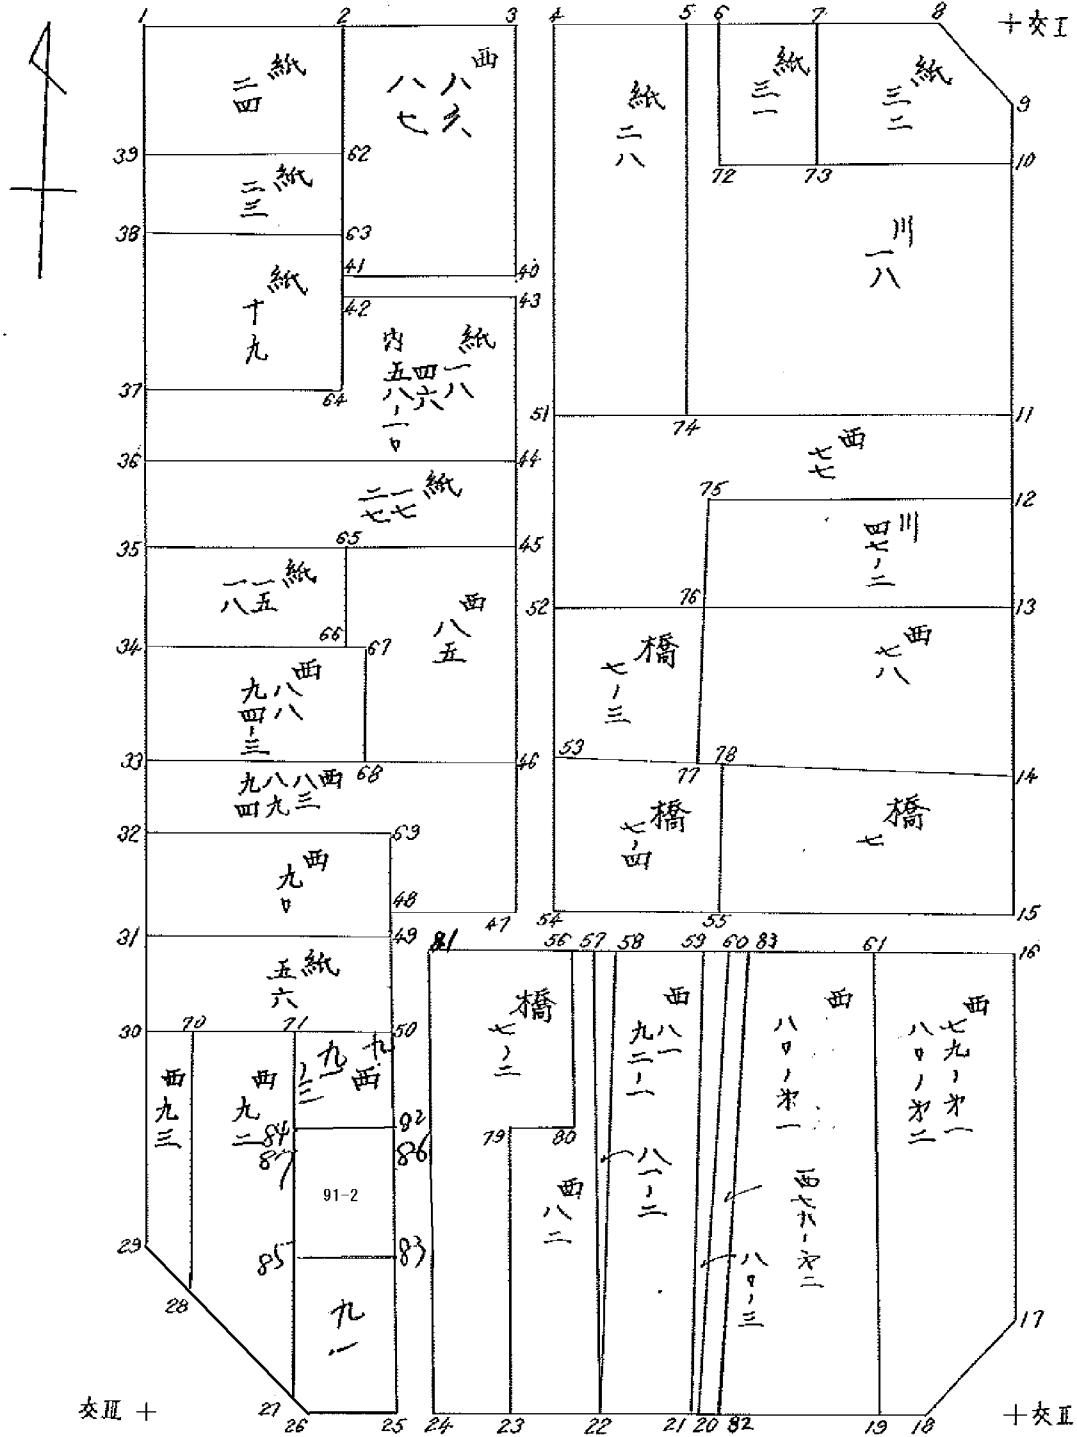 1 2 3 4 5 6 7 8 交I
9
10
紙 二四
西 八六 八七
紙 二八
紙 三一
紙 三二
39 62
72 73
紙 二三
38 63
川 一八
41 40
42 43
紙 十九
紙 一八 四六 内五八ノ一〇
37 64
51 74 11
36 44
西 七七
紙 一七 二七
75 12
35 65 45
川 四七ノ二
紙 一五 一八
西 八五
52 76 13
34 66 67
西 八八 九四ノ三
橋 七ノ三
西 七八
33 68 46
53 77 78 14
西 八三 八九 九四
橋 七ノ四
橋 七
32 69
西 九〇
48 47 54 55 15
31 49
81 56 57 58 59 60 83 61 16
紙 五六
30 70 71 50
橋 七ノ二
西 八一 九二ノ一
西 八〇ノ第一
西 七九ノ第一 八〇ノ第二
西 九三
西 九二
西 九一ノ三
84 82
87 86
79 80
91-2
西 八二
八一ノ二
八〇ノ三
29 85 83
28
九一
17
交III
27 26 25 24 23 22 21 20 82 19 18
交II